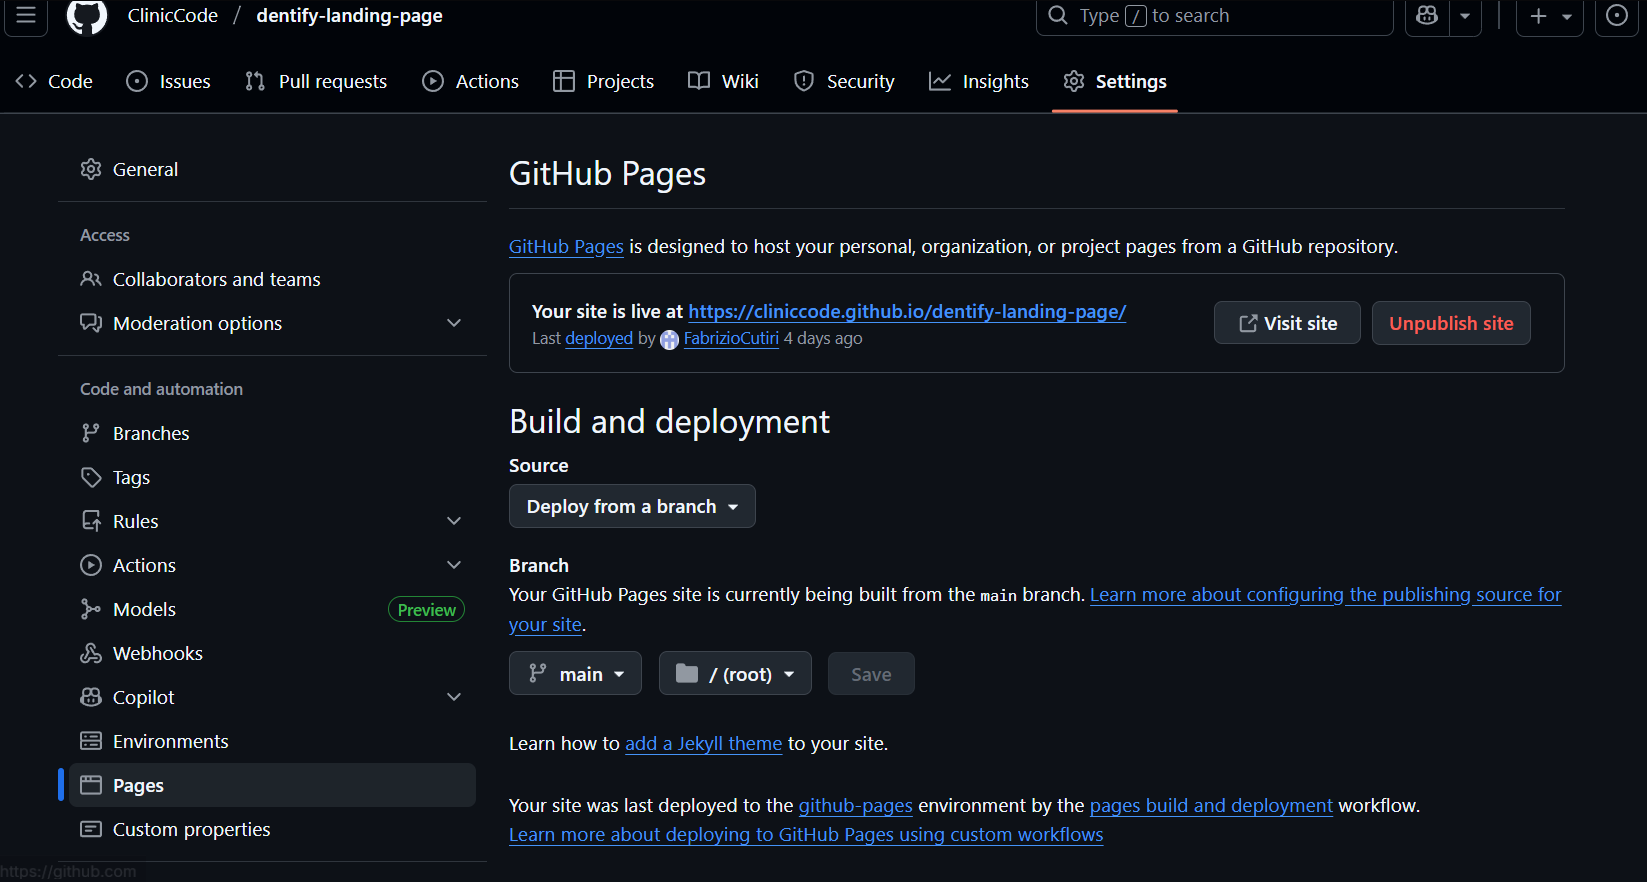 ClinicCode / dentify-landing-page
Type / to search
Code
Issues
Pull requests
Actions
Projects
Wiki
Security
Insights
Settings
General
Access
Collaborators and teams
Moderation options
Code and automation
Branches
Tags
Rules
Actions
Models Preview
Webhooks
Copilot
Environments
Pages
Custom properties
GitHub Pages
GitHub Pages is designed to host your personal, organization, or project pages from a GitHub repository.
Your site is live at https://cliniccode.github.io/dentify-landing-page/
Last deployed by FabrizioCutiri 4 days ago
Visit site
Unpublish site
Build and deployment
Source
Deploy from a branch
Branch
Your GitHub Pages site is currently being built from the main branch. Learn more about configuring the publishing source for
your site.
main
/ (root)
Save
Learn how to add a Jekyll theme to your site.
Your site was last deployed to the github-pages environment by the pages build and deployment workflow.
Learn more about deploying to GitHub Pages using custom workflows
https://github.com